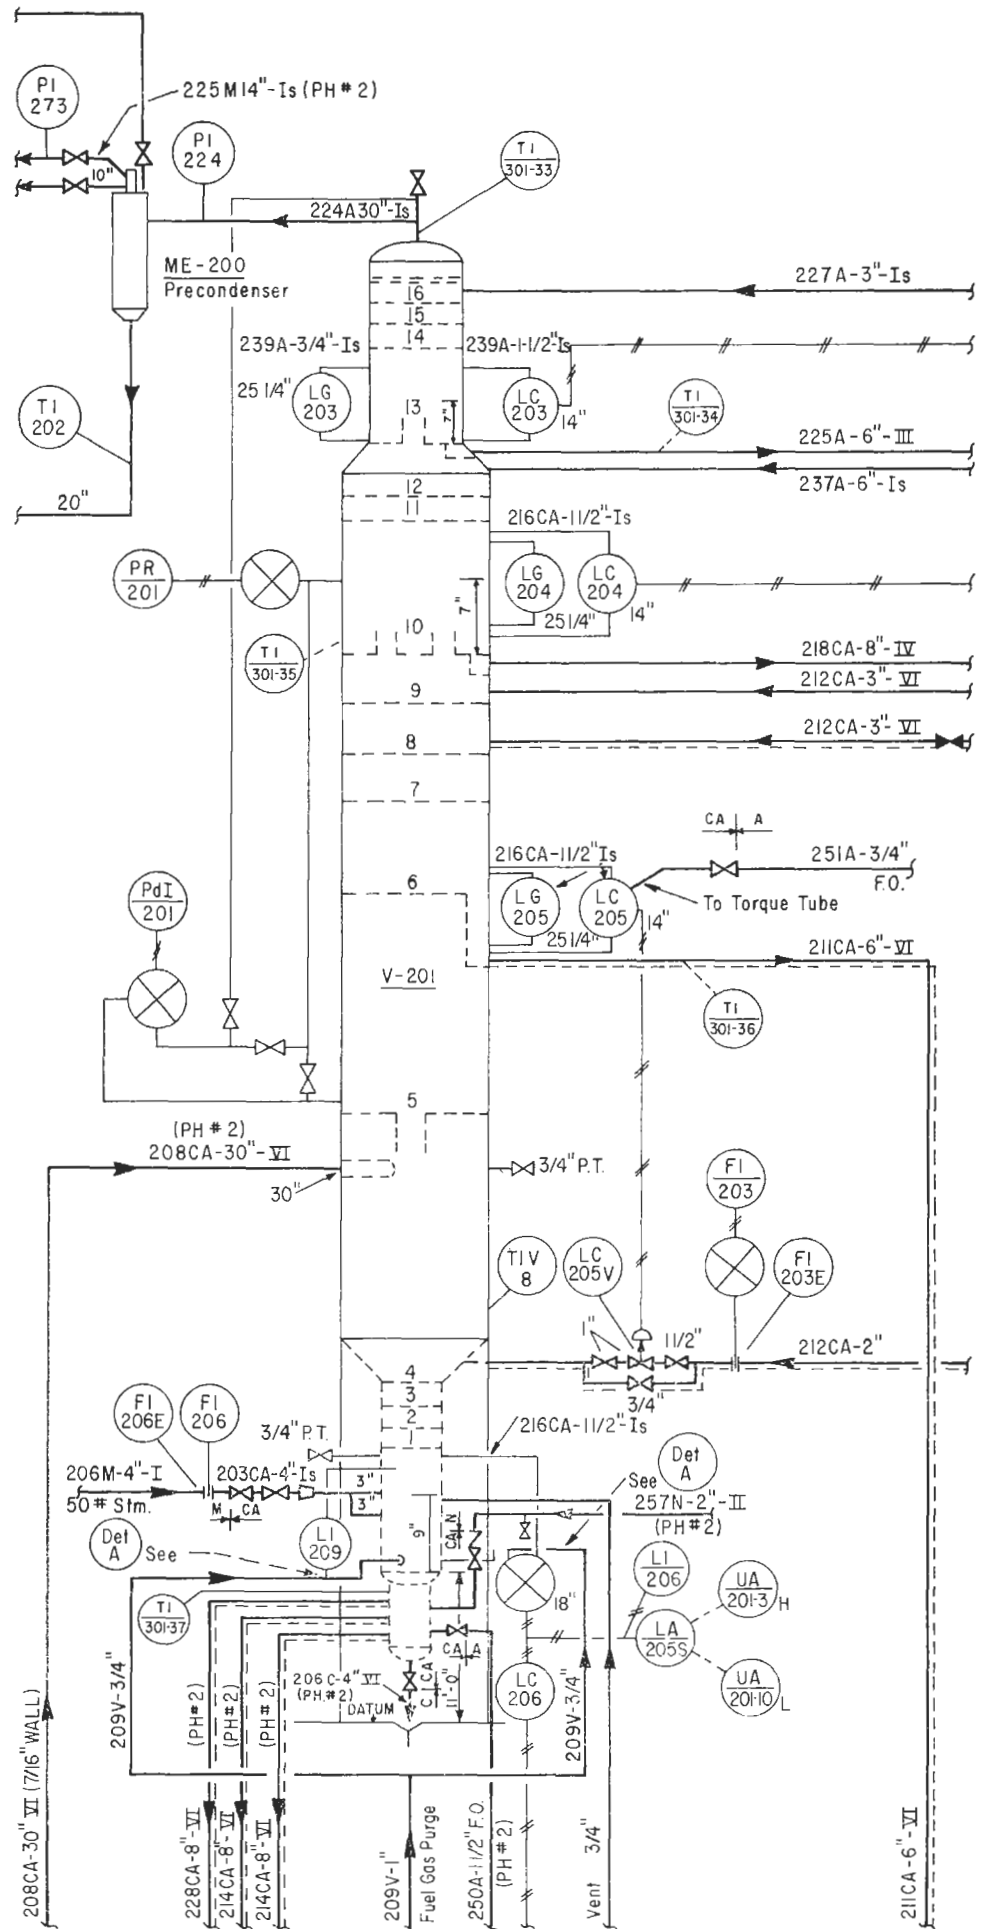 PI
273
225M14"-Is (PH # 2)
PI
224
TI
301-33
10"
224A30"-Is
ME-200
Precondenser
227A-3"-Is
16
15
14
239A-3/4"-Is
239A-1-1/2"-Is
25 1/4"
LG
203
13
7"
LC
203
14"
TI
301-34
TI
202
225A-6"-III
237A-6"-Is
20"
12
11
216CA-11/2"-Is
PR
201
LG
204
LC
204
7"
25 1/4"
14"
10
TI
301-35
218CA-8"-IV
212CA-3"-VI
9
212CA-3"-VI
8
7
CA
A
216CA-11/2"Is
251A-3/4"
F.O.
6
LG
205
LC
205
To Torque Tube
PdI
201
14"
25 1/4"
211CA-6"-VI
V-201
TI
301-36
5
(PH # 2)
208CA-30"-VI
3/4" P.T.
30"
FI
203
TIV
8
LC
205V
FI
203E
1"
11/2"
212CA-2"
4
3/4"
3
2
1
FI
206E
FI
206
3/4" P.T.
216CA-11/2"-Is
Det
A
See
206M-4"-I
203CA-4"-Is
3"
257N-2"-II
50# Stm.
M
CA
3"
(PH#2)
9"
CA
N
Det
A
See
LI
209
LI
206
UA
201-3
H
18"
LA
205S
TI
301-37
CA
A
UA
201-10
L
206C-4" VI
(PH.#2)
C
CA
11'-0"
LC
206
DATUM
209V-3/4"
(PH#2)
(PH#2)
(PH#2)
209V-3/4"
208CA-30" VI (7/16" WALL)
228CA-8"-VI
214CA-8"-VI
214CA-8"-VI
209V-1"
Fuel Gas Purge
250A-11/2" F.O.
(PH#2)
Vent 3/4"
211CA-6"-VI